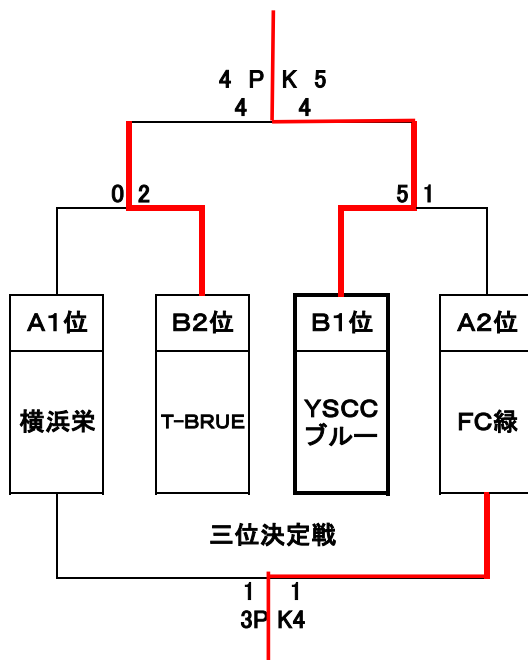 4 P K 5
4 4
0 2 5 1
A1位 B2位 B1位 A2位
横浜栄 T-BRUE YSCC
ブルー FC緑
三位決定戦
1 1
3P K4